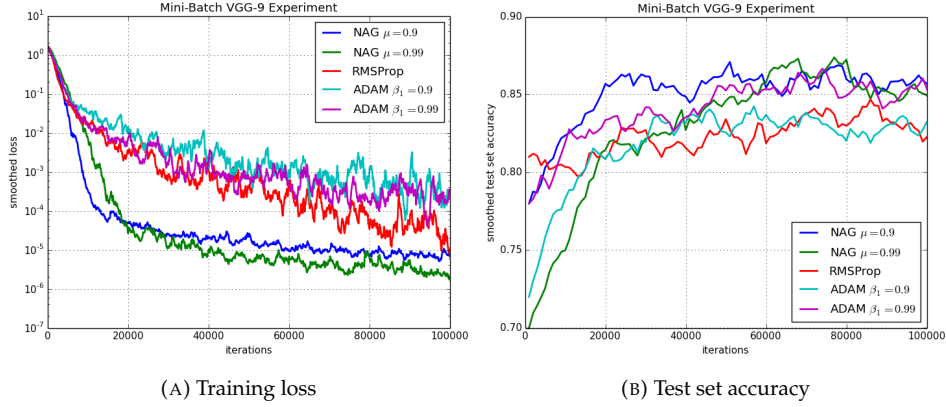 Mini-Batch VGG-9 Experiment
10^1
10^0
10^-1
10^-2
10^-3
10^-4
10^-5
10^-6
10^-7
smoothed loss
0
20000
40000
60000
80000
100000
iterations
NAG μ=0.9
NAG μ=0.99
RMSProp
ADAM β₁=0.9
ADAM β₁=0.99
(A) Training loss
Mini-Batch VGG-9 Experiment
0.90
0.85
0.80
0.75
0.70
smoothed test set accuracy
0
20000
40000
60000
80000
100000
iterations
NAG μ=0.9
NAG μ=0.99
RMSProp
ADAM β₁=0.9
ADAM β₁=0.99
(B) Test set accuracy